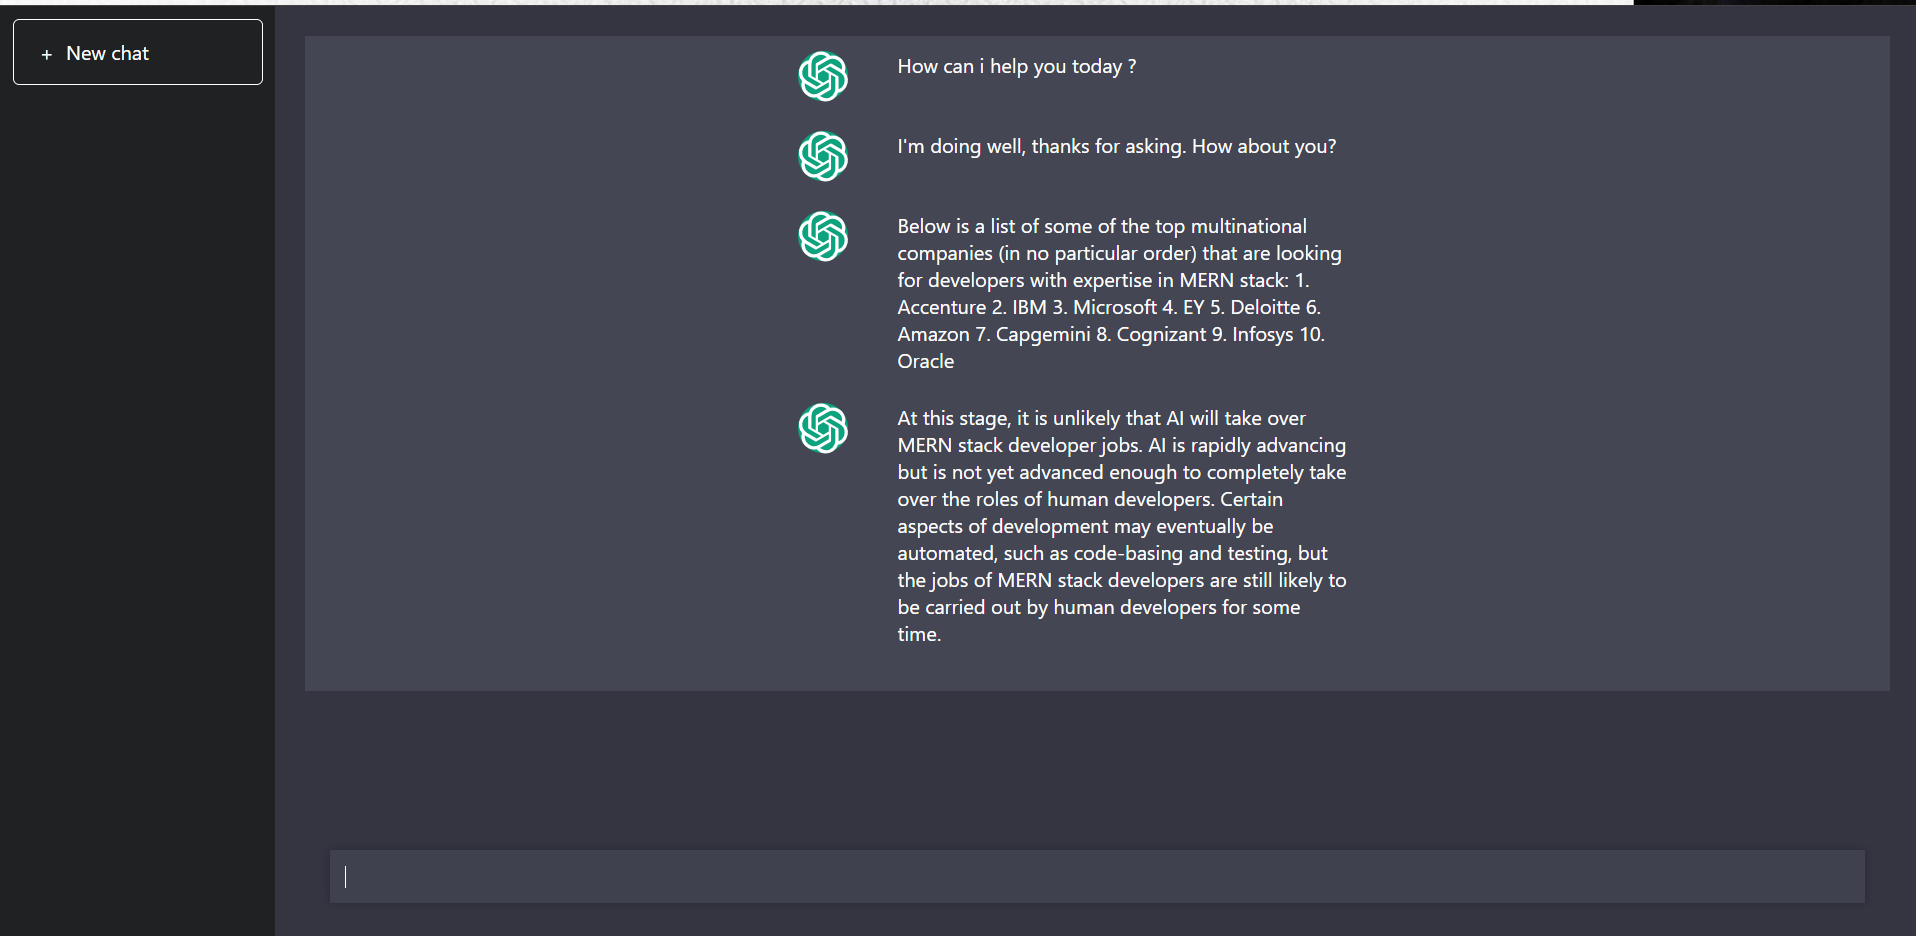 + New chat
How can i help you today ?
I'm doing well, thanks for asking. How about you?
Below is a list of some of the top multinational
companies (in no particular order) that are looking
for developers with expertise in MERN stack: 1.
Accenture 2. IBM 3. Microsoft 4. EY 5. Deloitte 6.
Amazon 7. Capgemini 8. Cognizant 9. Infosys 10.
Oracle
At this stage, it is unlikely that AI will take over
MERN stack developer jobs. AI is rapidly advancing
but is not yet advanced enough to completely take
over the roles of human developers. Certain
aspects of development may eventually be
automated, such as code-basing and testing, but
the jobs of MERN stack developers are still likely to
be carried out by human developers for some
time.